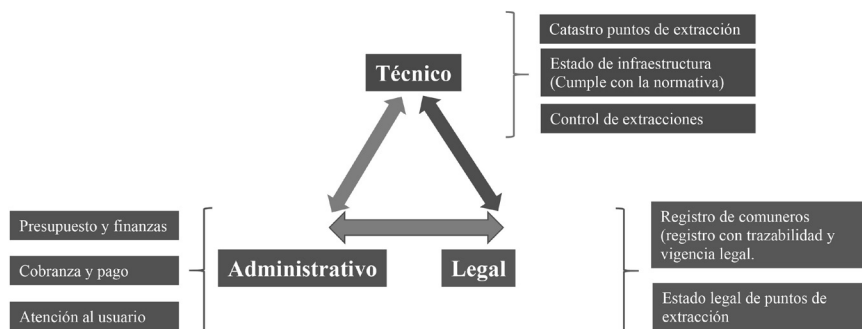 Técnico
Catastro puntos de extracción
Estado de infraestructura
(Cumple con la normativa)
Control de extracciones
Presupuesto y finanzas
Cobranza y pago
Atención al usuario
Administrativo
Legal
Registro de comuneros
(registro con trazabilidad y
vigencia legal.
Estado legal de puntos de
extracción